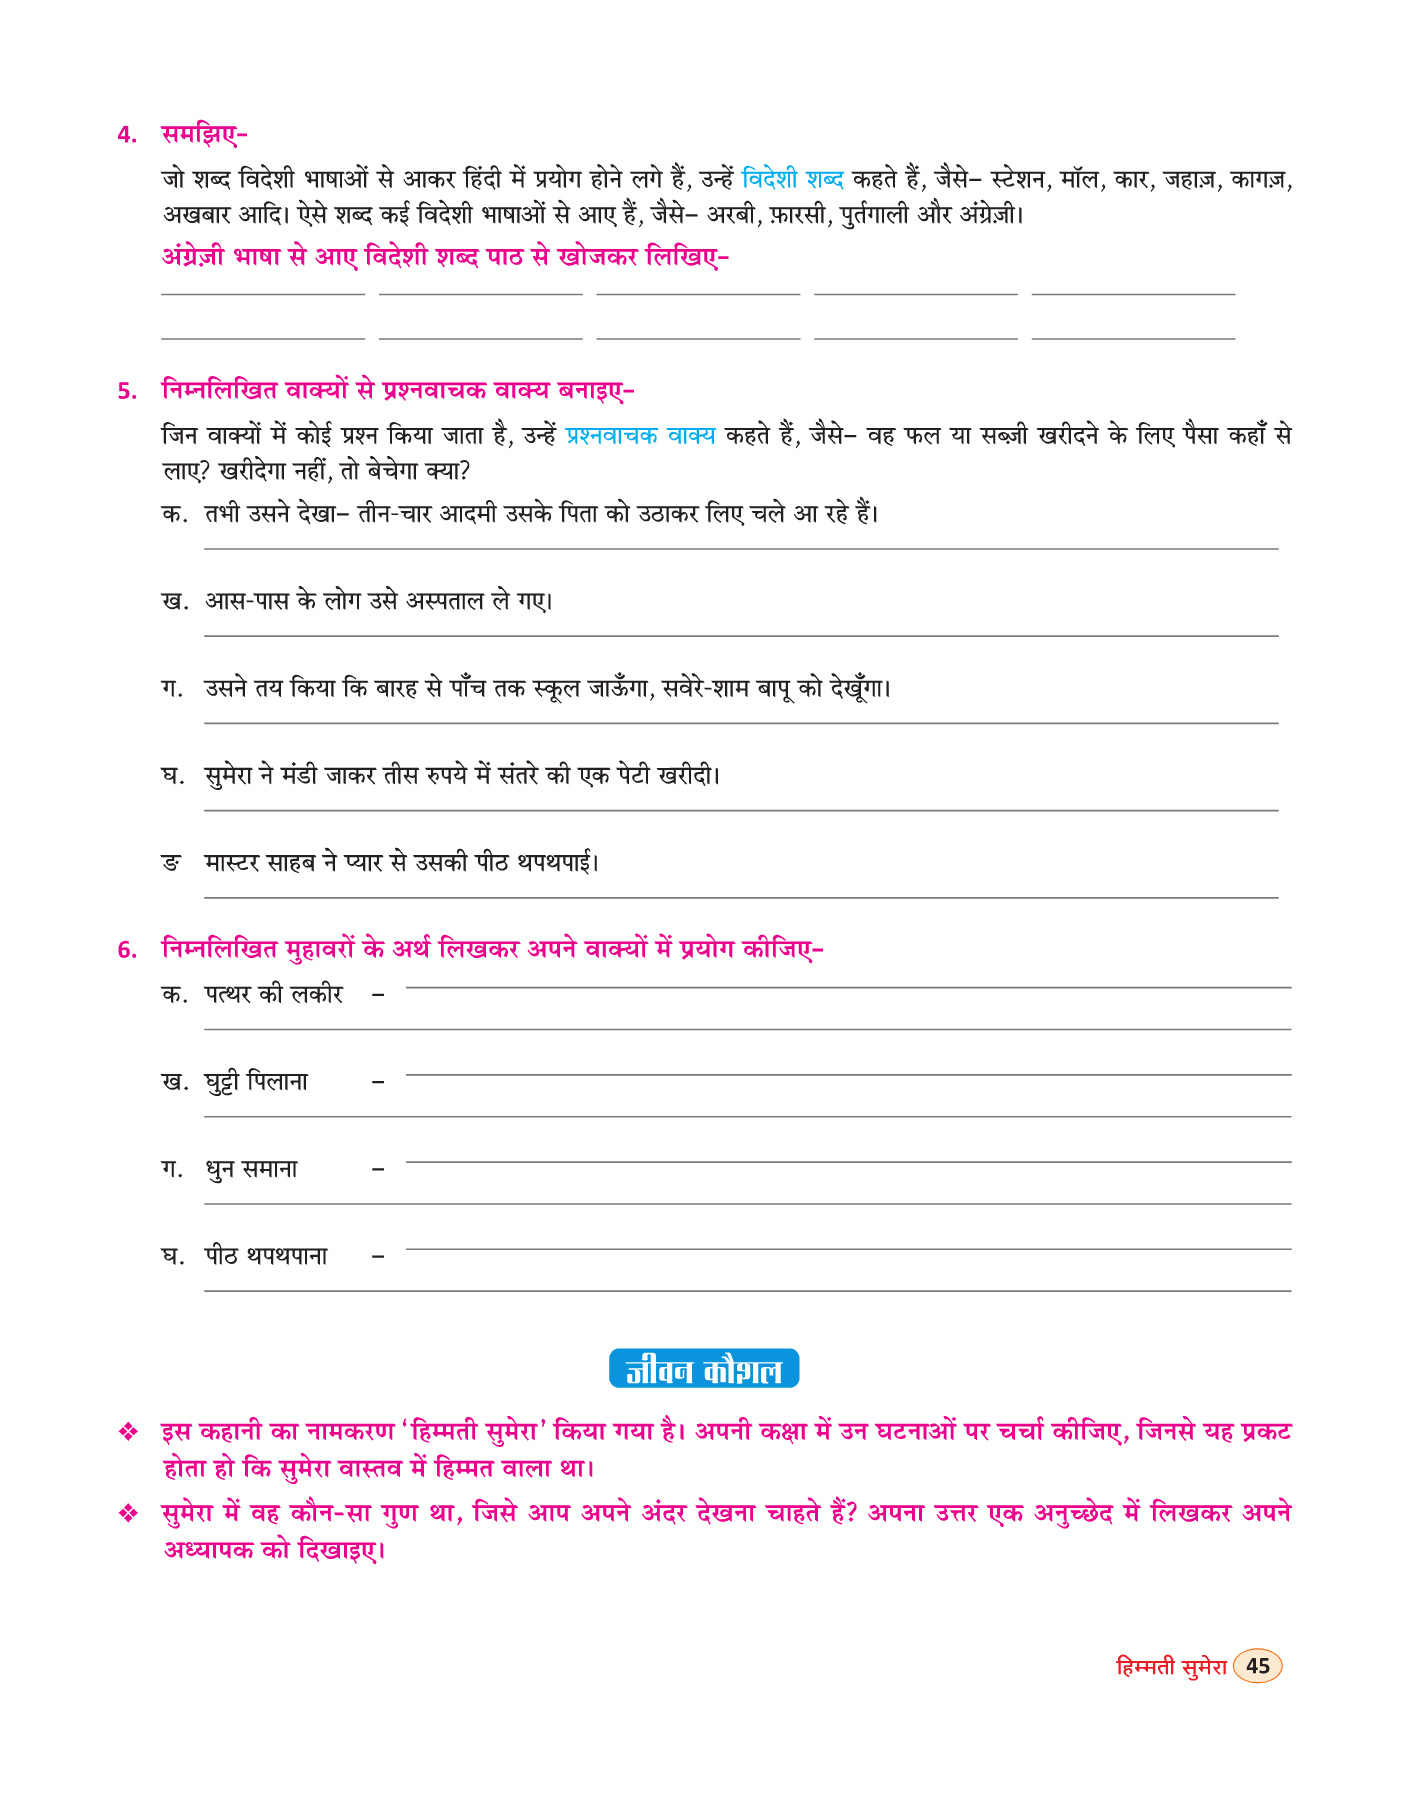 4. समझिए–
जो शब्द विदेशी भाषाओं से आकर हिंदी में प्रयोग होने लगे हैं, उन्हें विदेशी शब्द कहते हैं, जैसे– स्टेशन, मॉल, कार, जहाज़, कागज़,
अखबार आदि। ऐसे शब्द कई विदेशी भाषाओं से आए हैं, जैसे– अरबी, फ़ारसी, पुर्तगाली और अंग्रेज़ी।
अंग्रेज़ी भाषा से आए विदेशी शब्द पाठ से खोजकर लिखिए–
5. निम्नलिखित वाक्यों से प्रश्नवाचक वाक्य बनाइए–
जिन वाक्यों में कोई प्रश्न किया जाता है, उन्हें प्रश्नवाचक वाक्य कहते हैं, जैसे– वह फल या सब्ज़ी खरीदने के लिए पैसा कहाँ से
लाए? खरीदेगा नहीं, तो बेचेगा क्या?
क. तभी उसने देखा– तीन-चार आदमी उसके पिता को उठाकर लिए चले आ रहे हैं।
ख. आस-पास के लोग उसे अस्पताल ले गए।
ग. उसने तय किया कि बारह से पाँच तक स्कूल जाऊँगा, सवेरे-शाम बापू को देखूँगा।
घ. सुमेरा ने मंडी जाकर तीस रुपये में संतरे की एक पेटी खरीदी।
ङ मास्टर साहब ने प्यार से उसकी पीठ थपथपाई।
6. निम्नलिखित मुहावरों के अर्थ लिखकर अपने वाक्यों में प्रयोग कीजिए–
क. पत्थर की लकीर –
ख. घुट्टी पिलाना –
ग. धुन समाना –
घ. पीठ थपथपाना –
जीवन कौशल
❖ इस कहानी का नामकरण ‘हिम्मती सुमेरा’ किया गया है। अपनी कक्षा में उन घटनाओं पर चर्चा कीजिए, जिनसे यह प्रकट
होता हो कि सुमेरा वास्तव में हिम्मत वाला था।
❖ सुमेरा में वह कौन-सा गुण था, जिसे आप अपने अंदर देखना चाहते हैं? अपना उत्तर एक अनुच्छेद में लिखकर अपने
अध्यापक को दिखाइए।
हिम्मती सुमेरा 45